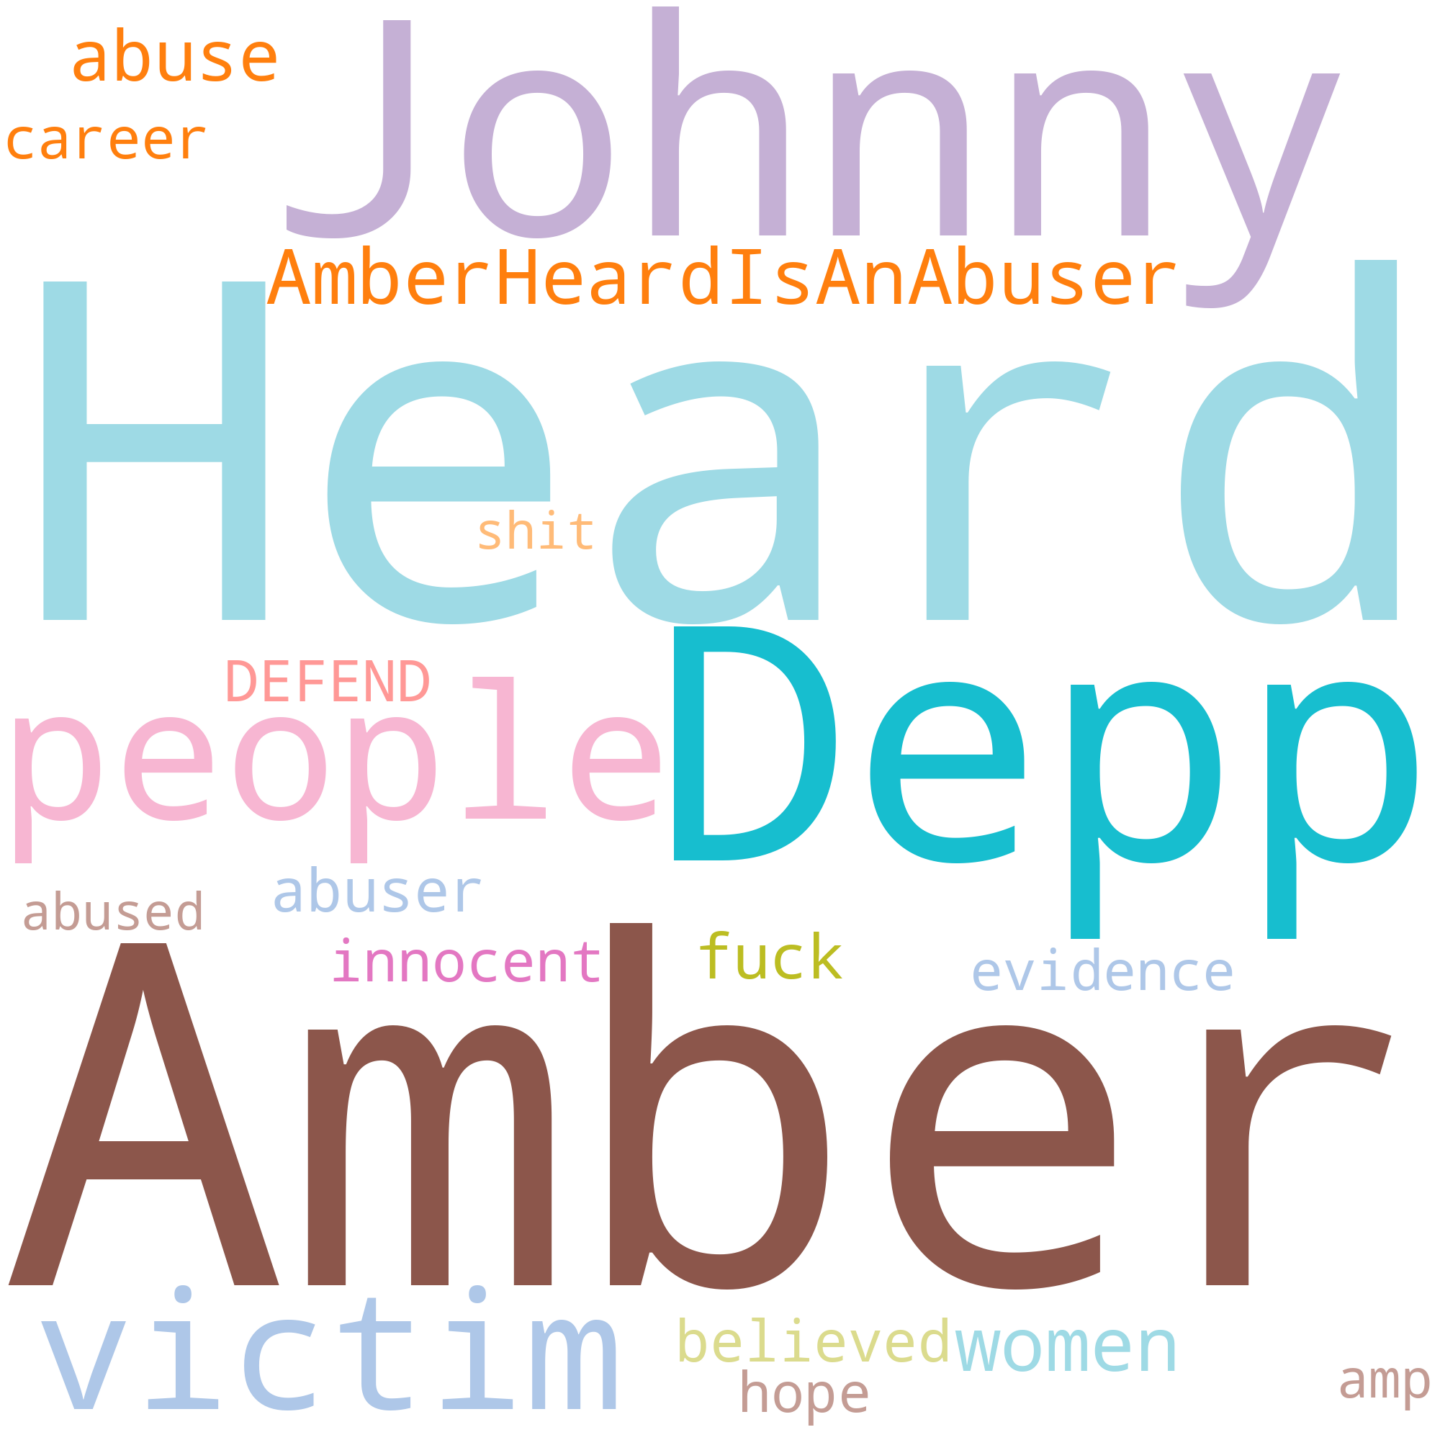 abuse
Johnny
career
AmberHeardIsAnAbuser
Heard
shit
DEFEND
people
Depp
abuser
abused
innocent
fuck
evidence
Amber
victim
believed
women
hope
amp